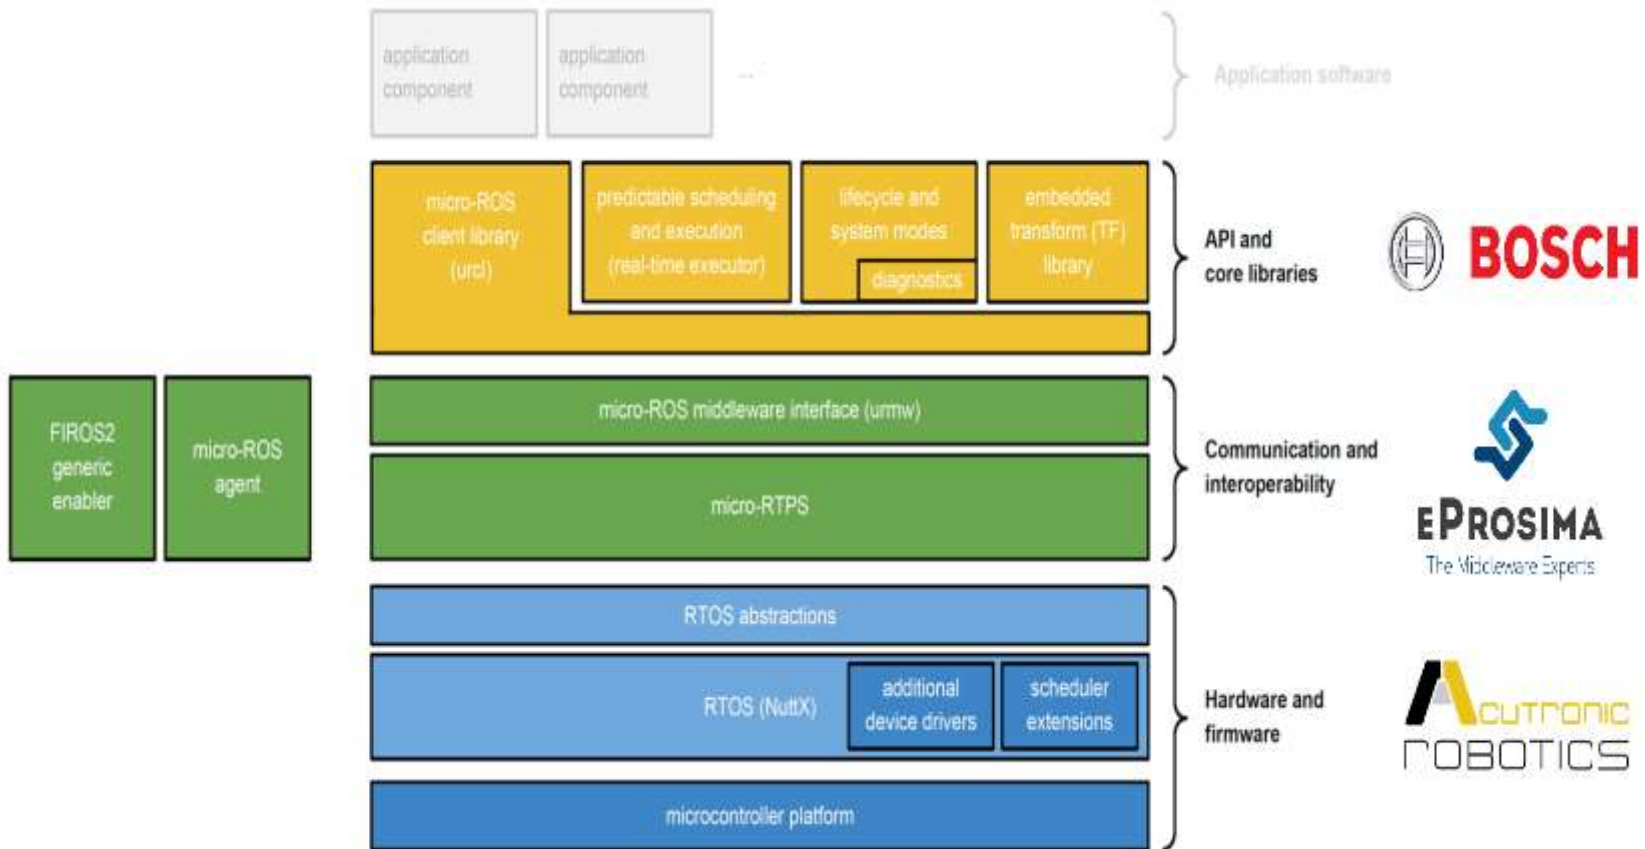 application
component
application
component
...
Application software
micro-ROS
client library
(urcl)
predictable scheduling
and execution
(real-time executor)
lifecycle and
system modes
diagnostics
embedded
transform (TF)
library
API and
core libraries
BOSCH
FIROS2
generic
enabler
micro-ROS
agent
micro-ROS middleware interface (urmw)
micro-RTPS
Communication and
interoperability
EPROSIMA
The Middleware Experts
RTOS abstractions
RTOS (NuttX)
additional
device drivers
scheduler
extensions
microcontroller platform
Hardware and
firmware
ACUTRONIC
ROBOTICS